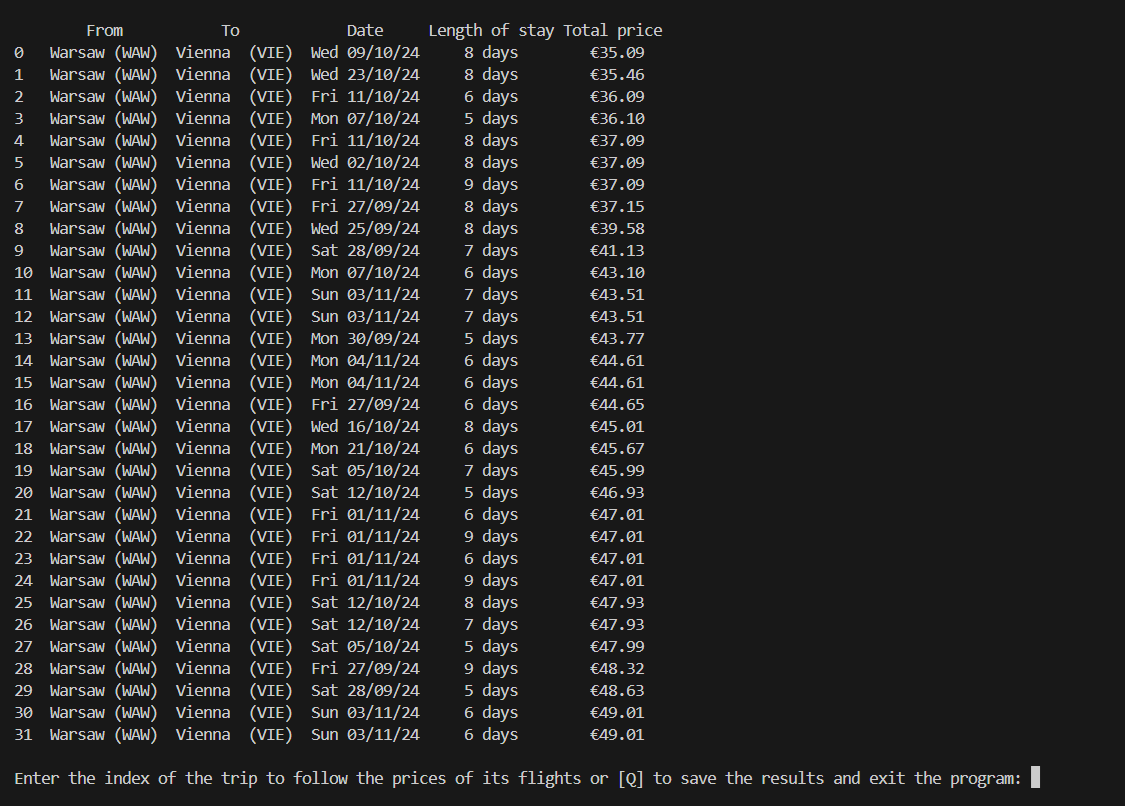 From To Date Length of stay Total price
0 Warsaw (WAW) Vienna (VIE) Wed 09/10/24 8 days €35.09
1 Warsaw (WAW) Vienna (VIE) Wed 23/10/24 8 days €35.46
2 Warsaw (WAW) Vienna (VIE) Fri 11/10/24 6 days €36.09
3 Warsaw (WAW) Vienna (VIE) Mon 07/10/24 5 days €36.10
4 Warsaw (WAW) Vienna (VIE) Fri 11/10/24 8 days €37.09
5 Warsaw (WAW) Vienna (VIE) Wed 02/10/24 8 days €37.09
6 Warsaw (WAW) Vienna (VIE) Fri 11/10/24 9 days €37.09
7 Warsaw (WAW) Vienna (VIE) Fri 27/09/24 8 days €37.15
8 Warsaw (WAW) Vienna (VIE) Wed 25/09/24 8 days €39.58
9 Warsaw (WAW) Vienna (VIE) Sat 28/09/24 7 days €41.13
10 Warsaw (WAW) Vienna (VIE) Mon 07/10/24 6 days €43.10
11 Warsaw (WAW) Vienna (VIE) Sun 03/11/24 7 days €43.51
12 Warsaw (WAW) Vienna (VIE) Sun 03/11/24 7 days €43.51
13 Warsaw (WAW) Vienna (VIE) Mon 30/09/24 5 days €43.77
14 Warsaw (WAW) Vienna (VIE) Mon 04/11/24 6 days €44.61
15 Warsaw (WAW) Vienna (VIE) Mon 04/11/24 6 days €44.61
16 Warsaw (WAW) Vienna (VIE) Fri 27/09/24 6 days €44.65
17 Warsaw (WAW) Vienna (VIE) Wed 16/10/24 8 days €45.01
18 Warsaw (WAW) Vienna (VIE) Mon 21/10/24 6 days €45.67
19 Warsaw (WAW) Vienna (VIE) Sat 05/10/24 7 days €45.99
20 Warsaw (WAW) Vienna (VIE) Sat 12/10/24 5 days €46.93
21 Warsaw (WAW) Vienna (VIE) Fri 01/11/24 6 days €47.01
22 Warsaw (WAW) Vienna (VIE) Fri 01/11/24 9 days €47.01
23 Warsaw (WAW) Vienna (VIE) Fri 01/11/24 6 days €47.01
24 Warsaw (WAW) Vienna (VIE) Fri 01/11/24 9 days €47.01
25 Warsaw (WAW) Vienna (VIE) Sat 12/10/24 8 days €47.93
26 Warsaw (WAW) Vienna (VIE) Sat 12/10/24 7 days €47.93
27 Warsaw (WAW) Vienna (VIE) Sat 05/10/24 5 days €47.99
28 Warsaw (WAW) Vienna (VIE) Fri 27/09/24 9 days €48.32
29 Warsaw (WAW) Vienna (VIE) Sat 28/09/24 5 days €48.63
30 Warsaw (WAW) Vienna (VIE) Sun 03/11/24 6 days €49.01
31 Warsaw (WAW) Vienna (VIE) Sun 03/11/24 6 days €49.01
Enter the index of the trip to follow the prices of its flights or [Q] to save the results and exit the program: